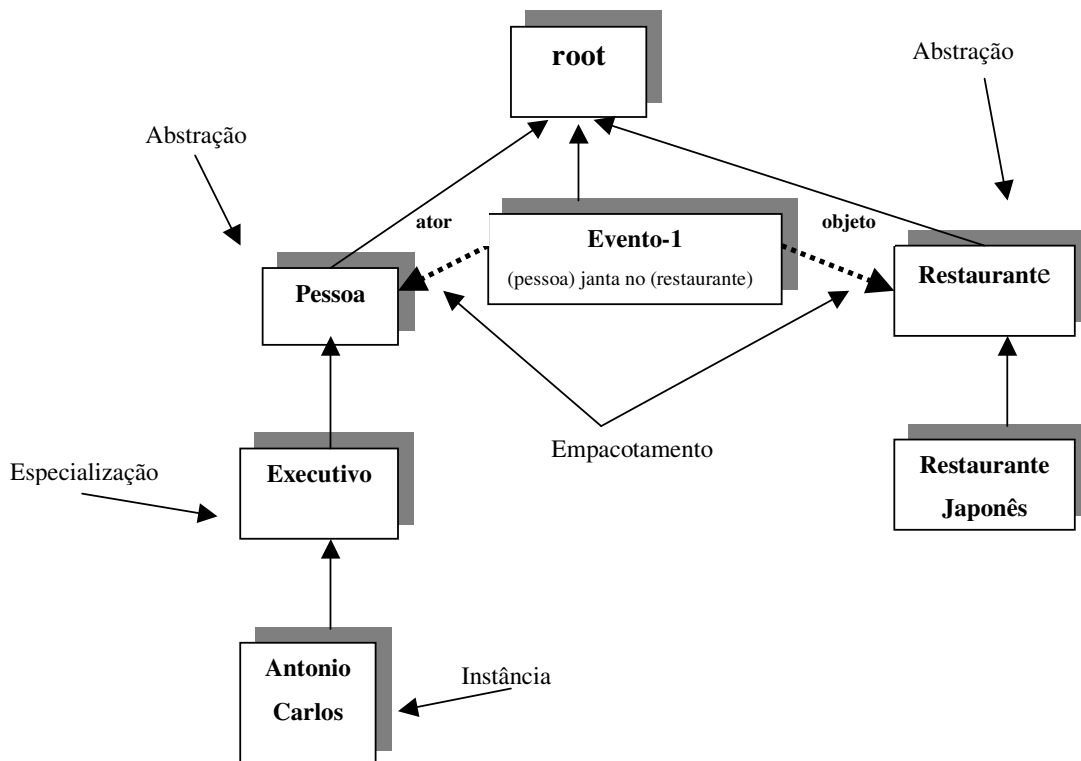 root
Abstração
Abstração
ator
objeto
Evento-1
(pessoa) janta no (restaurante)
Pessoa
Restaurante
Empacotamento
Especialização
Executivo
Restaurante
Japonês
Antonio
Carlos
Instância